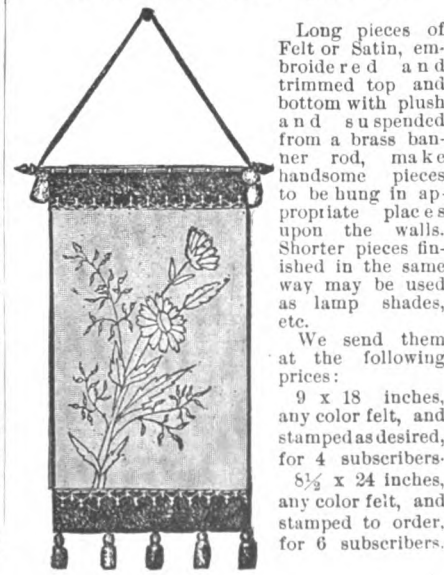 Long pieces of
Felt or Satin, em-
broidered and
trimmed top and
bottom with plush
and suspended
from a brass ban-
ner rod, make
handsome pieces
to be hung in ap-
propriate places
upon the walls.
Shorter pieces fin-
ished in the same
way may be used
as lamp shades,
etc.
We send them
at the following
prices:
9 x 18 inches,
any color felt, and
stamped as desired,
for 4 subscribers.
8½ x 24 inches,
any color felt, and
stamped to order,
for 6 subscribers.